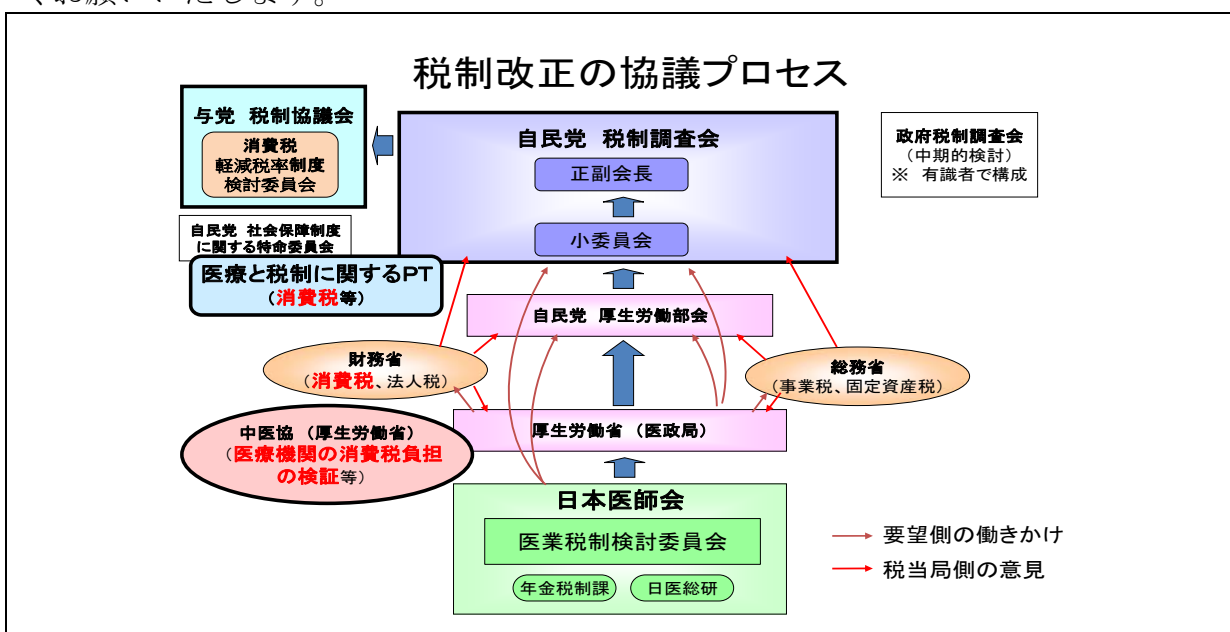 くお願いいたします。
税制改正の協議プロセス
与党 税制協議会
消費税
軽減税率制度
検討委員会
自民党 税制調査会
正副会長
小委員会
政府税制調査会
(中期的検討)
※ 有識者で構成
自民党 社会保障制度
に関する特命委員会
医療と税制に関するPT
(消費税等)
自民党 厚生労働部会
財務省
(消費税、法人税)
総務省
(事業税、固定資産税)
厚生労働省 (医政局)
中医協 (厚生労働省)
(医療機関の消費税負担
の検証等)
日本医師会
医業税制検討委員会
年金税制課
日医総研
要望側の働きかけ
税当局側の意見